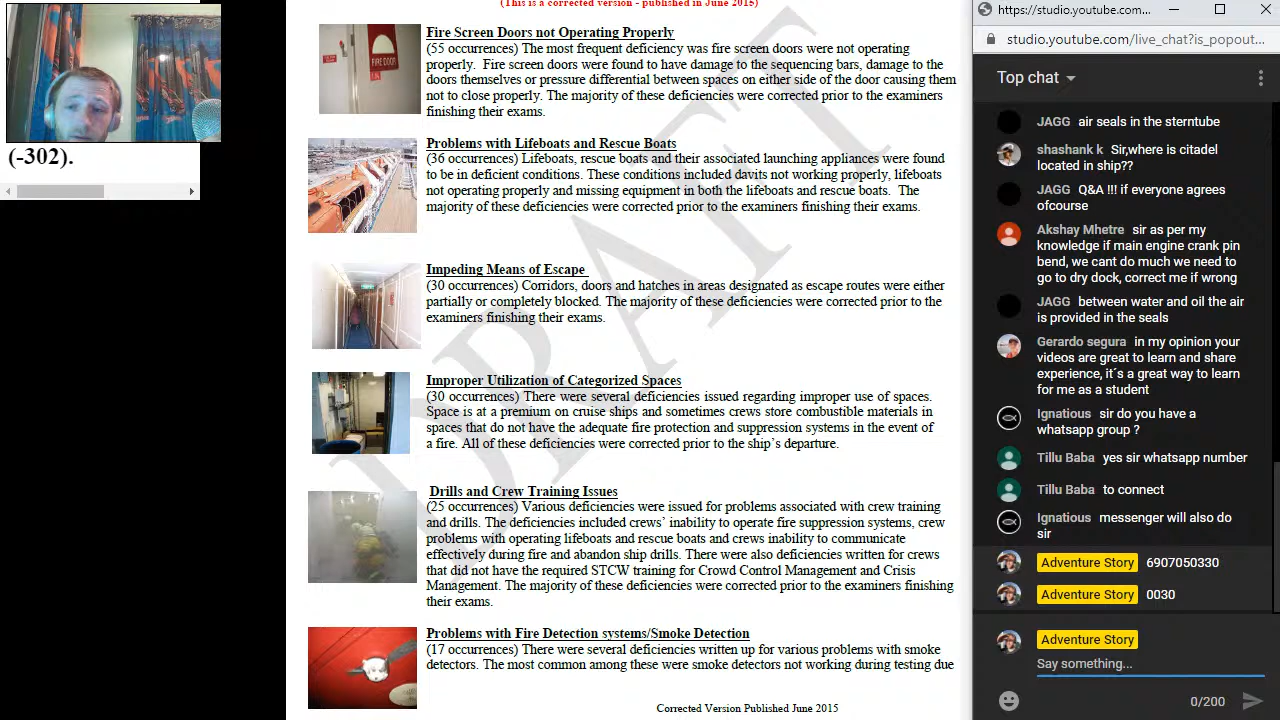 (-302).
(This is a corrected version - published in June 2015)
Fire Screen Doors not Operating Properly
(55 occurrences) The most frequent deficiency was fire screen doors were not operating
properly.  Fire screen doors were found to have damage to the sequencing bars, damage to the
doors themselves or pressure differential between spaces on either side of the door causing them
not to close properly. The majority of these deficiencies were corrected prior to the examiners
finishing their exams.
FIRE DOOR
Problems with Lifeboats and Rescue Boats
(36 occurrences) Lifeboats, rescue boats and their associated launching appliances were found
to be in deficient conditions. These conditions included davits not working properly, lifeboats
not operating properly and missing equipment in both the lifeboats and rescue boats.  The
majority of these deficiencies were corrected prior to the examiners finishing their exams.
Impeding Means of Escape
(30 occurrences) Corridors, doors and hatches in areas designated as escape routes were either
partially or completely blocked. The majority of these deficiencies were corrected prior to the
examiners finishing their exams.
Improper Utilization of Categorized Spaces
(30 occurrences) There were several deficiencies issued regarding improper use of spaces.
Space is at a premium on cruise ships and sometimes crews store combustible materials in
spaces that do not have the adequate fire protection and suppression systems in the event of
a fire. All of these deficiencies were corrected prior to the ship's departure.
Drills and Crew Training Issues
(25 occurrences) Various deficiencies were issued for problems associated with crew training
and drills. The deficiencies included crews' inability to operate fire suppression systems, crew
problems with operating lifeboats and rescue boats and crews inability to communicate
effectively during fire and abandon ship drills. There were also deficiencies written for crews
that did not have the required STCW training for Crowd Control Management and Crisis
Management. The majority of these deficiencies were corrected prior to the examiners finishing
their exams.
Problems with Fire Detection systems/Smoke Detection
(17 occurrences) There were several deficiencies written up for various problems with smoke
detectors. The most common among these were smoke detectors not working during testing due
Corrected Version Published June 2015
DRAFT
https://studio.youtube.com...
studio.youtube.com/live_chat?is_popout...
Top chat
JAGG air seals in the sterntube
shashank k Sir,where is citadel
located in ship??
JAGG Q&A !!! if everyone agrees
ofcourse
Akshay Mhetre sir as per my
knowledge if main engine crank pin
bend, we cant do much we need to
go to dry dock, correct me if wrong
JAGG between water and oil the air
is provided in the seals
Gerardo segura in my opinion your
videos are great to learn and share
experience, it´s a great way to learn
for me as a student
Ignatious sir do you have a
whatsapp group ?
Tillu Baba yes sir whatsapp number
Tillu Baba to connect
Ignatious messenger will also do
sir
Adventure Story 6907050330
Adventure Story 0030
Adventure Story
Say something...
0/200